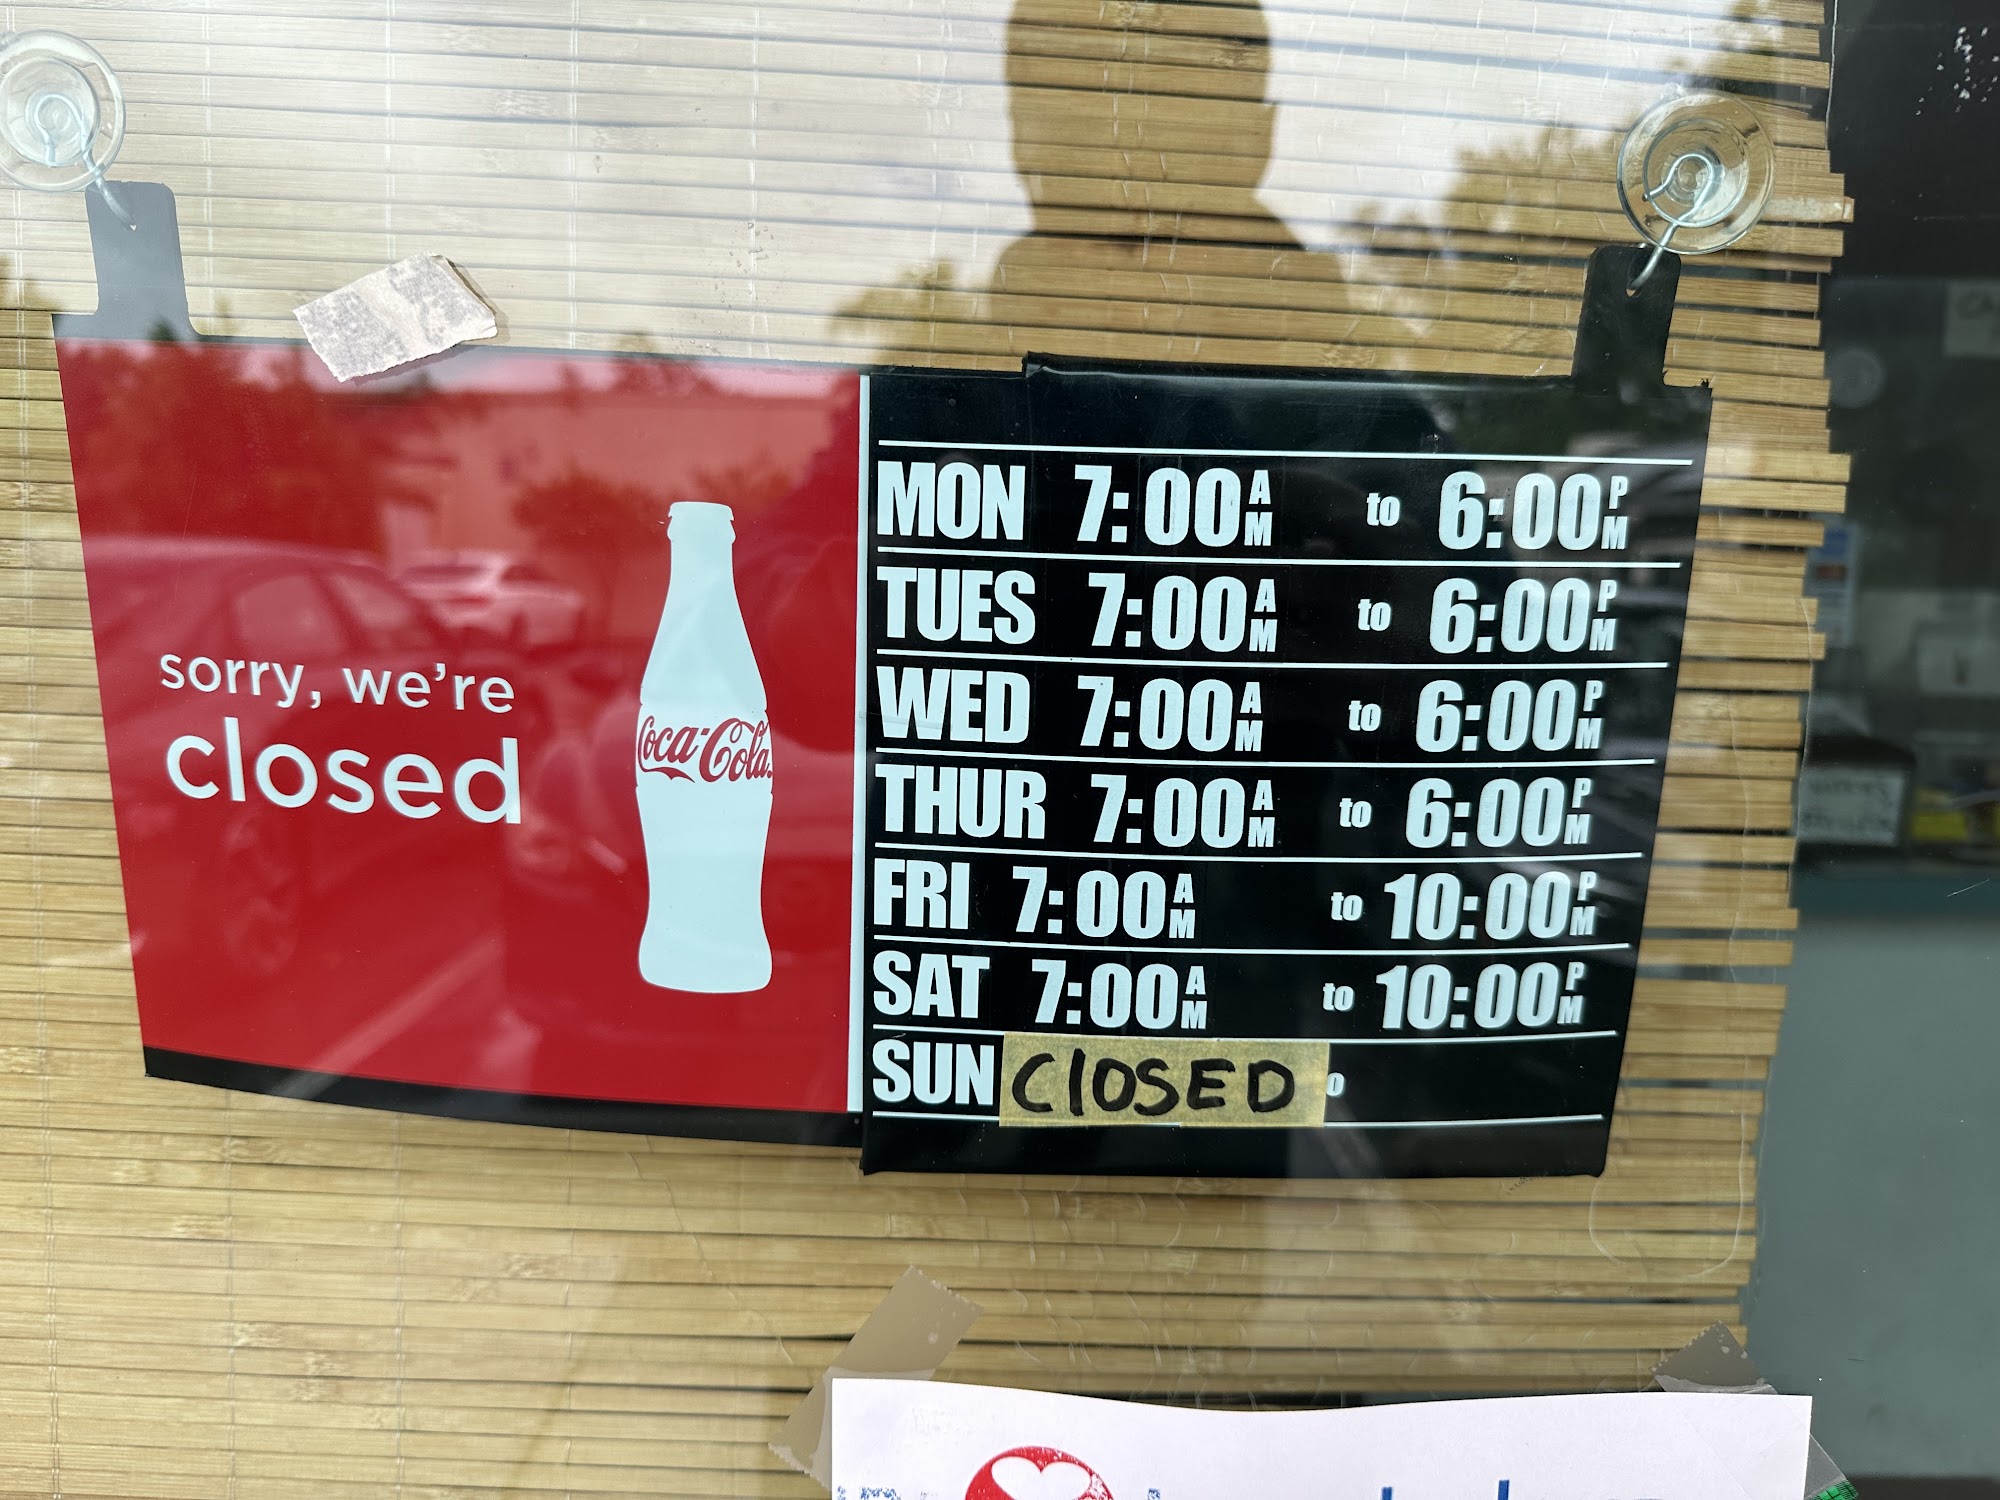 sorry, we're
closed
Coca-Cola
MON 7:00 AM to 6:00 PM
TUES 7:00 AM to 6:00 PM
WED 7:00 AM to 6:00 PM
THUR 7:00 AM to 6:00 PM
FRI 7:00 AM to 10:00 PM
SAT 7:00 AM to 10:00 PM
SUN ClOSED o